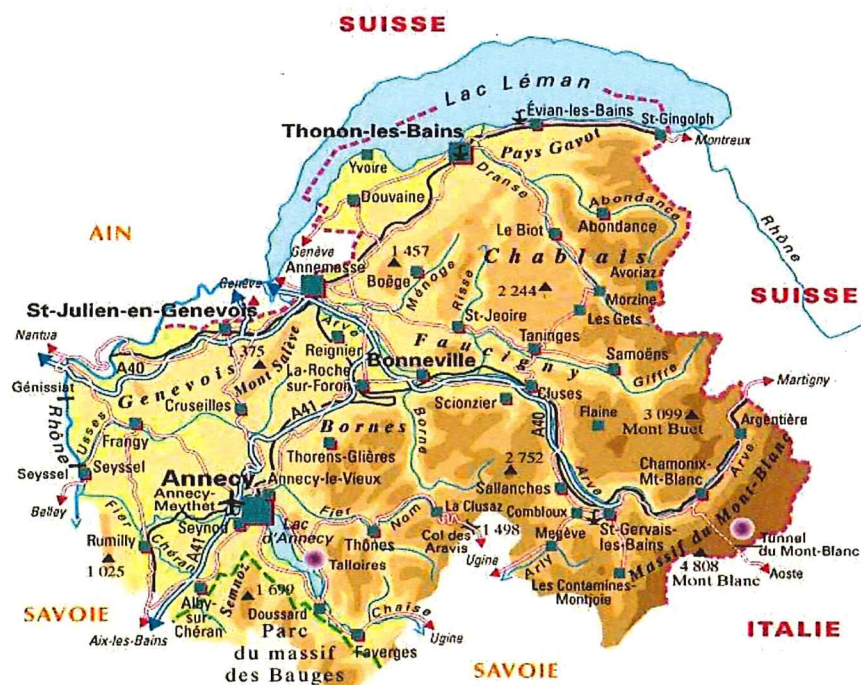 SUISSE
Lac Léman
Évian-les-Bains
St-Gingolph
Thonon-les-Bains
Pays Gavot
Montreux
Yvoire
Dranse
Douvaine
Abondance
Abondance
Rhône
AIN
Le Biot
Genève
Annemasse
1 457
Chablais
Boëge
Ménoge
Avoriaz
Genève
Risse
2 244
Morzine
SUISSE
St-Julien-en-Genevois
St-Jeoire
Les Gets
Nantua
Arve
Taninges
A40
1 375
Mont Salève
Reignier
Faucigny
Samoëns
Bonneville
Génissiat
Genevois
La-Roche-
sur-Foron
Giffre
Martigny
Cruseilles
A41
Scionzier
Cluses
Rhône
Usses
Frangy
Bornes
Borne
A40
Flaine
3 099
Mont Buet
Argentière
Thorens-Glières
2 752
Chamonix-
Mt-Blanc
Arve
Seyssel
Seyssel
Annecy
Annecy-le-Vieux
Sallanches
Annecy-
Meythet
La Clusaz
Arve
Belley
Fier
Seynod
Fier
Nom
Combloux
Rumilly
Chéran
A41
Lac
d'Annecy
Col des
Aravis
1 498
Megève
St-Gervais-
les-Bains
Massif du Mont-Blanc
Tunnel
du Mont-Blanc
Thônes
1 025
Talloires
Ugine
Arly
4 808
Mont Blanc
Aoste
Semnoz
1 699
Les Contamines-
Montjoie
SAVOIE
Alby-
sur-
Chéran
Doussard
Chaise
Aix-les-Bains
Parc
du massif
des Bauges
Ugine
ITALIE
Faverges
SAVOIE